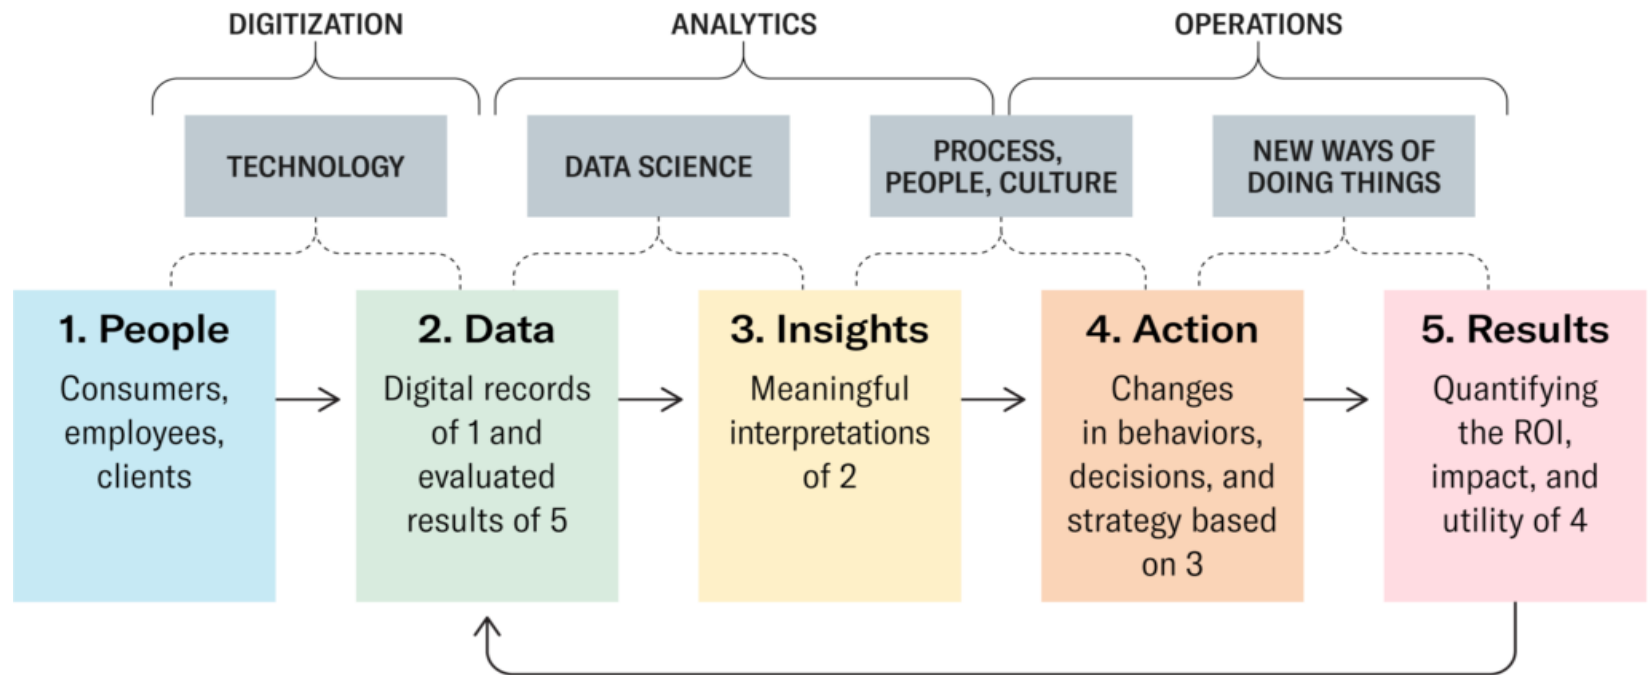 DIGITIZATION
ANALYTICS
OPERATIONS
TECHNOLOGY
DATA SCIENCE
PROCESS,
PEOPLE, CULTURE
NEW WAYS OF
DOING THINGS
1. People
Consumers,
employees,
clients
2. Data
Digital records
of 1 and
evaluated
results of 5
3. Insights
Meaningful
interpretations
of 2
4. Action
Changes
in behaviors,
decisions, and
strategy based
on 3
5. Results
Quantifying
the ROI,
impact, and
utility of 4